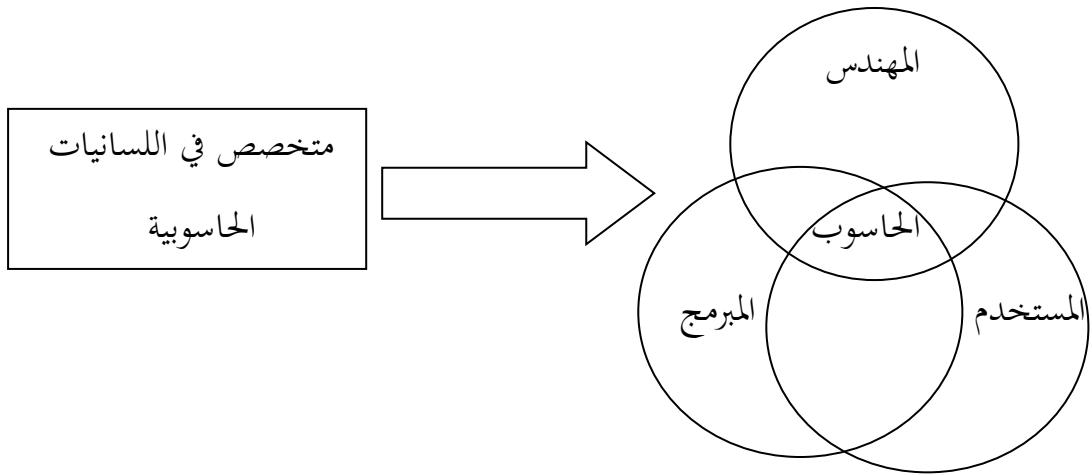 المهندس
متخصص في اللسانيات
الحاسوبية
الحاسوب
المستخدم
المبرمج